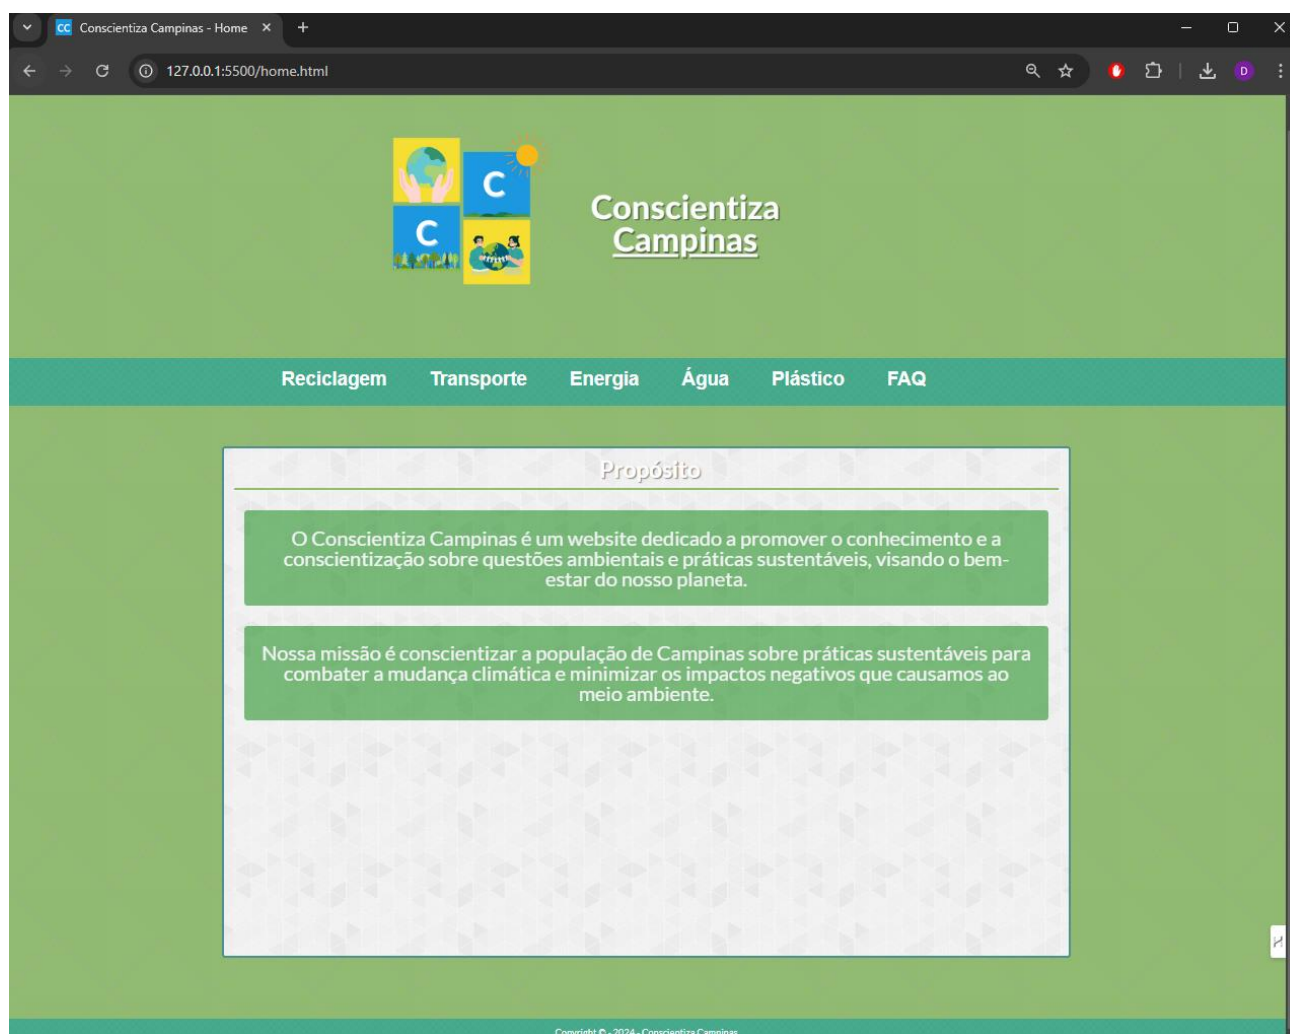 CC Conscientiza Campinas - Home
127.0.0.1:5500/home.html
D
C
C
Conscientiza
Campinas
Reciclagem Transporte Energia Água Plástico FAQ
Propósito
O Conscientiza Campinas é um website dedicado a promover o conhecimento e a
conscientização sobre questões ambientais e práticas sustentáveis, visando o bem-
estar do nosso planeta.
Nossa missão é conscientizar a população de Campinas sobre práticas sustentáveis para
combater a mudança climática e minimizar os impactos negativos que causamos ao
meio ambiente.
Copyright © - 2024 - Conscientiza Campinas